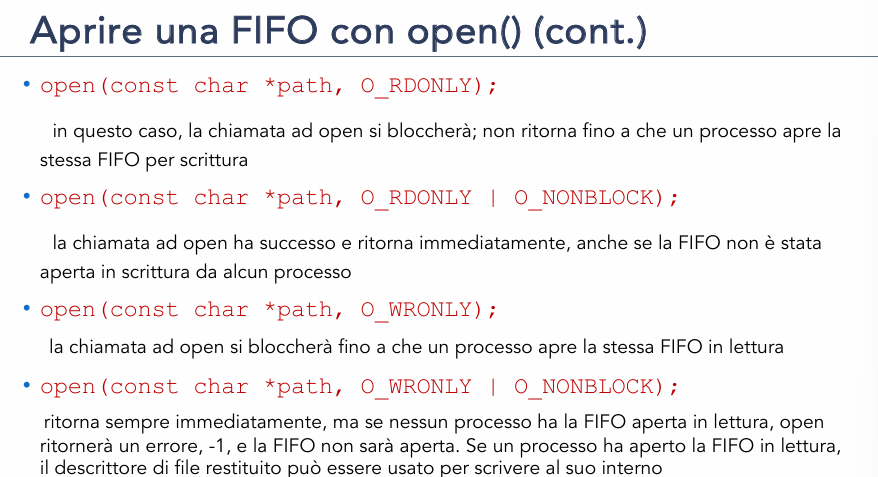 Aprire una FIFO con open() (cont.)
• open(const char *path, O_RDONLY);
in questo caso, la chiamata ad open si bloccherà; non ritorna fino a che un processo apre la
stessa FIFO per scrittura
• open(const char *path, O_RDONLY | O_NONBLOCK);
la chiamata ad open ha successo e ritorna immediatamente, anche se la FIFO non è stata
aperta in scrittura da alcun processo
• open(const char *path, O_WRONLY);
la chiamata ad open si bloccherà fino a che un processo apre la stessa FIFO in lettura
• open(const char *path, O_WRONLY | O_NONBLOCK);
ritorna sempre immediatamente, ma se nessun processo ha la FIFO aperta in lettura, open
ritornerà un errore, -1, e la FIFO non sarà aperta. Se un processo ha aperto la FIFO in lettura,
il descrittore di file restituito può essere usato per scrivere al suo interno